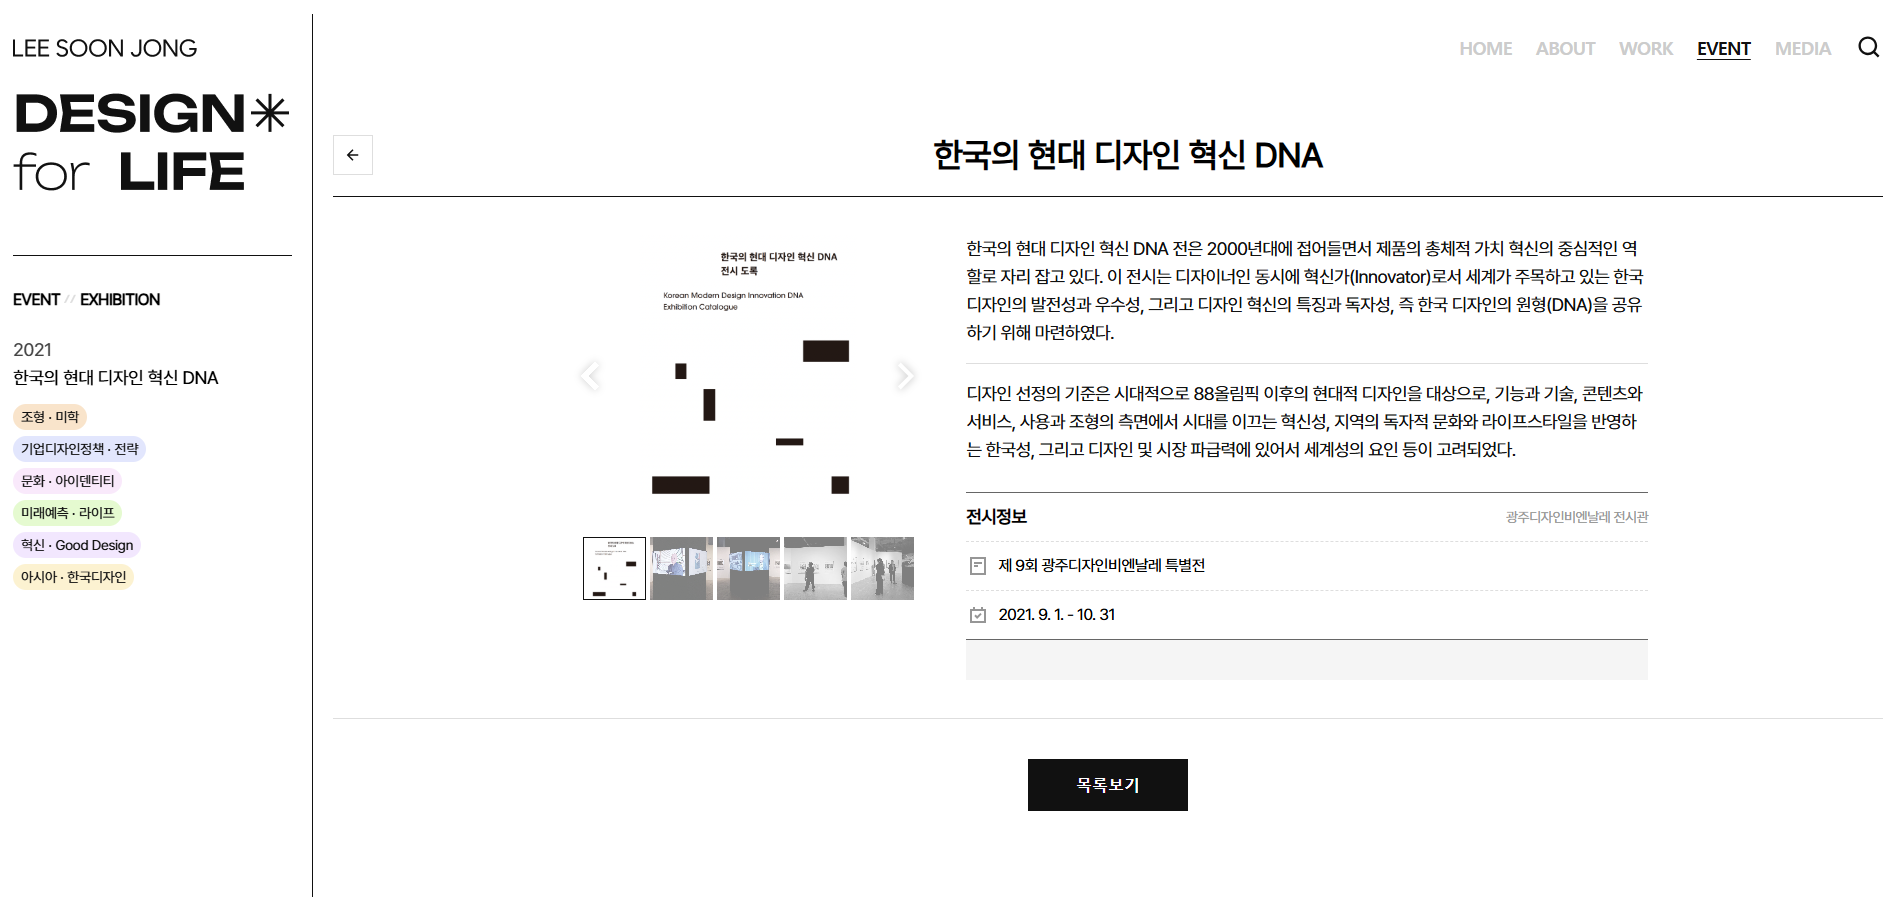 LEE SOON JONG
DESIGN✳
for LIFE
EVENT // EXHIBITION
2021
한국의 현대 디자인 혁신 DNA
조형 · 미학
기업디자인정책 · 전략
문화 · 아이덴티티
미래예측 · 라이프
혁신 · Good Design
아시아 · 한국디자인
HOME ABOUT WORK EVENT MEDIA
한국의 현대 디자인 혁신 DNA
한국의 현대 디자인 혁신 DNA
전시 도록
Korean Modern Design Innovation DNA
Exhibition Catalogue
한국의 현대 디자인 혁신 DNA 전은 2000년대에 접어들면서 제품의 총체적 가치 혁신의 중심적인 역
할로 자리 잡고 있다. 이 전시는 디자이너인 동시에 혁신가(Innovator)로서 세계가 주목하고 있는 한국
디자인의 발전성과 우수성, 그리고 디자인 혁신의 특징과 독자성, 즉 한국 디자인의 원형(DNA)을 공유
하기 위해 마련하였다.
디자인 선정의 기준은 시대적으로 88올림픽 이후의 현대적 디자인을 대상으로, 기능과 기술, 콘텐츠와
서비스, 사용과 조형의 측면에서 시대를 이끄는 혁신성, 지역의 독자적 문화와 라이프스타일을 반영하
는 한국성, 그리고 디자인 및 시장 파급력에 있어서 세계성의 요인 등이 고려되었다.
전시정보 광주디자인비엔날레 전시관
제 9회 광주디자인비엔날레 특별전
2021. 9. 1. - 10. 31
목록보기